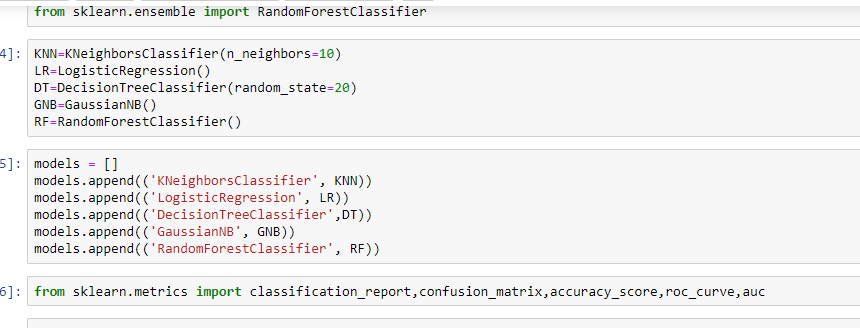 from sklearn.ensemble import RandomForestClassifier
4]: KNN=KNeighborsClassifier(n_neighbors=10)
LR=LogisticRegression()
DT=DecisionTreeClassifier(random_state=20)
GNB=GaussianNB()
RF=RandomForestClassifier()
5]: models = []
models.append(('KNeighborsClassifier', KNN))
models.append(('LogisticRegression', LR))
models.append(('DecisionTreeClassifier',DT))
models.append(('GaussianNB', GNB))
models.append(('RandomForestClassifier', RF))
6]: from sklearn.metrics import classification_report,confusion_matrix,accuracy_score,roc_curve,auc